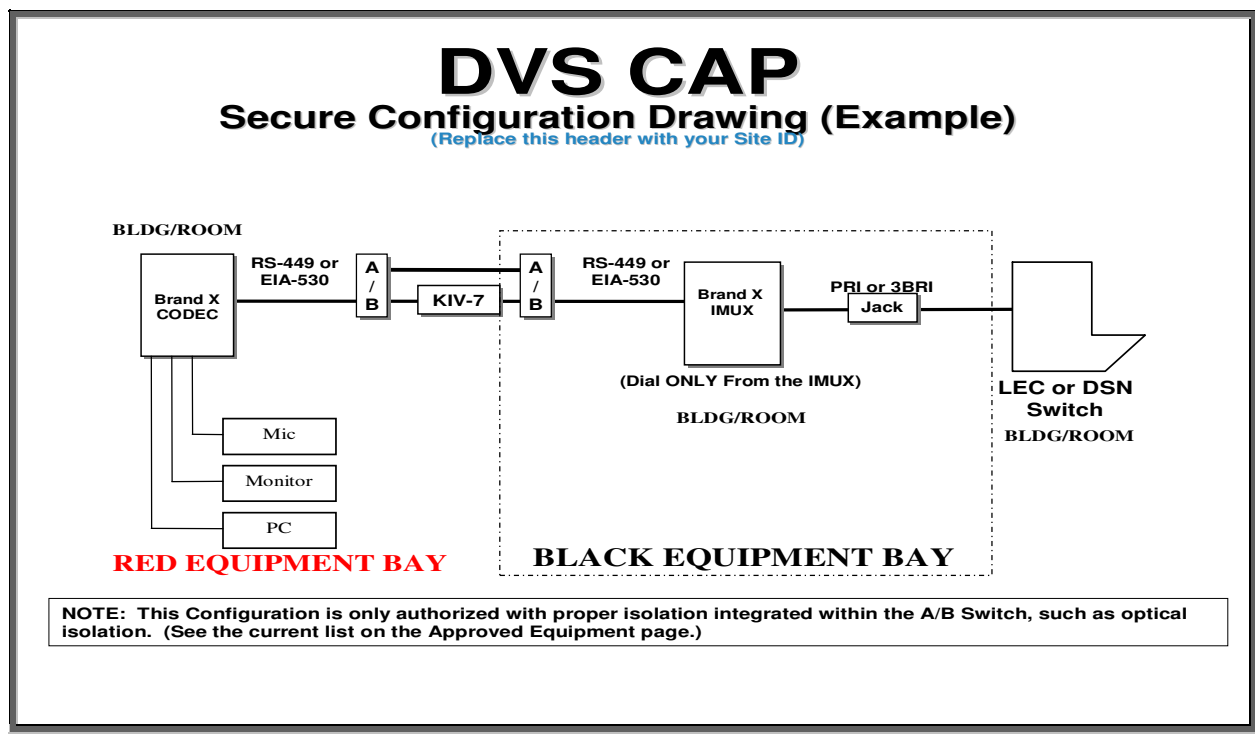 DVS CAP
Secure Configuration Drawing (Example)
(Replace this header with your Site ID)
BLDG/ROOM
Brand X
CODEC
RS-449 or
EIA-530
A
/
B
KIV-7
A
/
B
RS-449 or
EIA-530
Brand X
IMUX
PRI or 3BRI
Jack
(Dial ONLY From the IMUX)
BLDG/ROOM
LEC or DSN
Switch
BLDG/ROOM
Mic
Monitor
PC
RED EQUIPMENT BAY
BLACK EQUIPMENT BAY
NOTE: This Configuration is only authorized with proper isolation integrated within the A/B Switch, such as optical
isolation. (See the current list on the Approved Equipment page.)